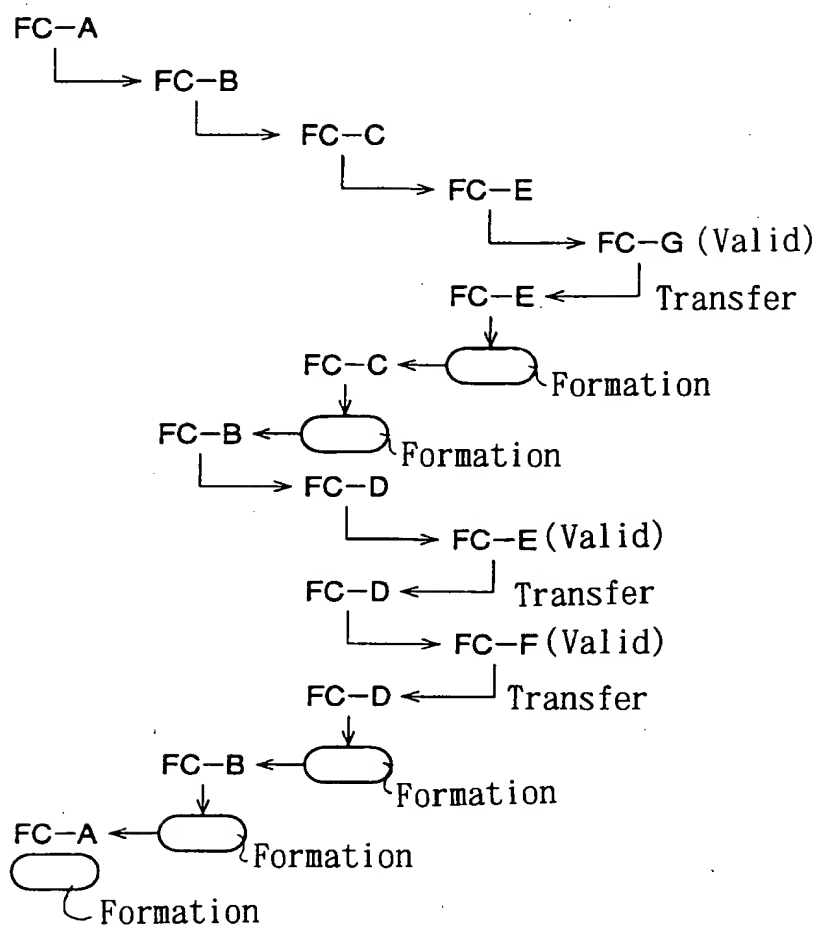 FC-A
FC-B
FC-C
FC-E
FC-G (Valid)
FC-E Transfer
FC-C Formation
FC-B Formation
FC-D
FC-E (Valid)
FC-D Transfer
FC-F (Valid)
FC-D Transfer
FC-B Formation
FC-A Formation
Formation